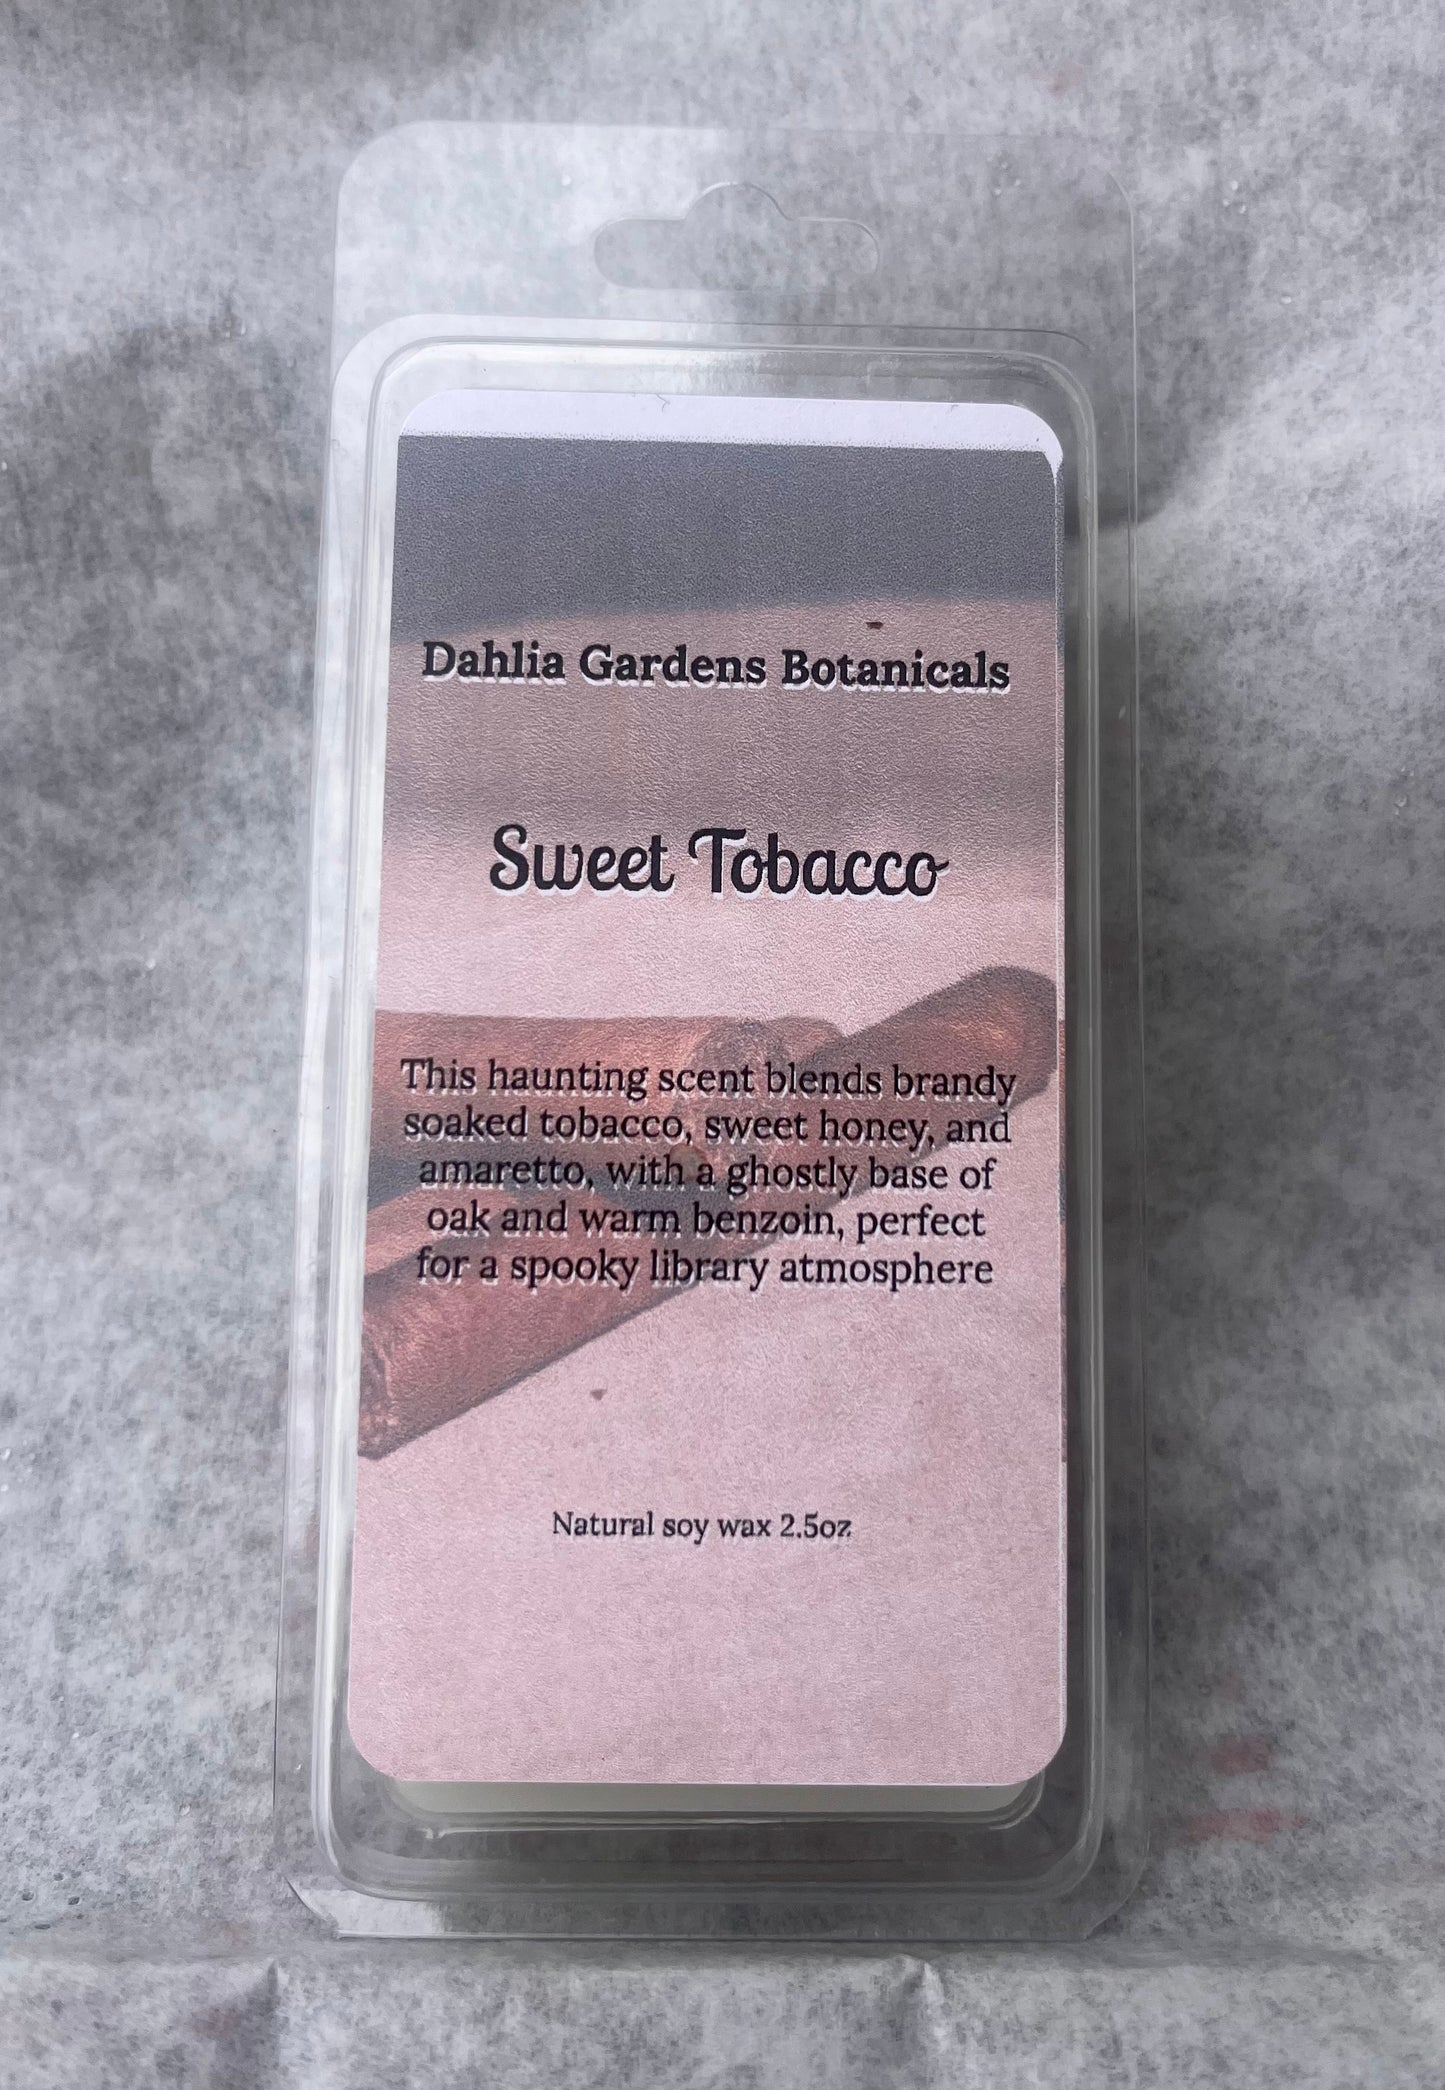 Dahlia Gardens Botanicals
Sweet Tobacco
This haunting scent blends brandy
soaked tobacco, sweet honey, and
amaretto, with a ghostly base of
oak and warm benzoin, perfect
for a spooky library atmosphere
Natural soy wax 2.5oz